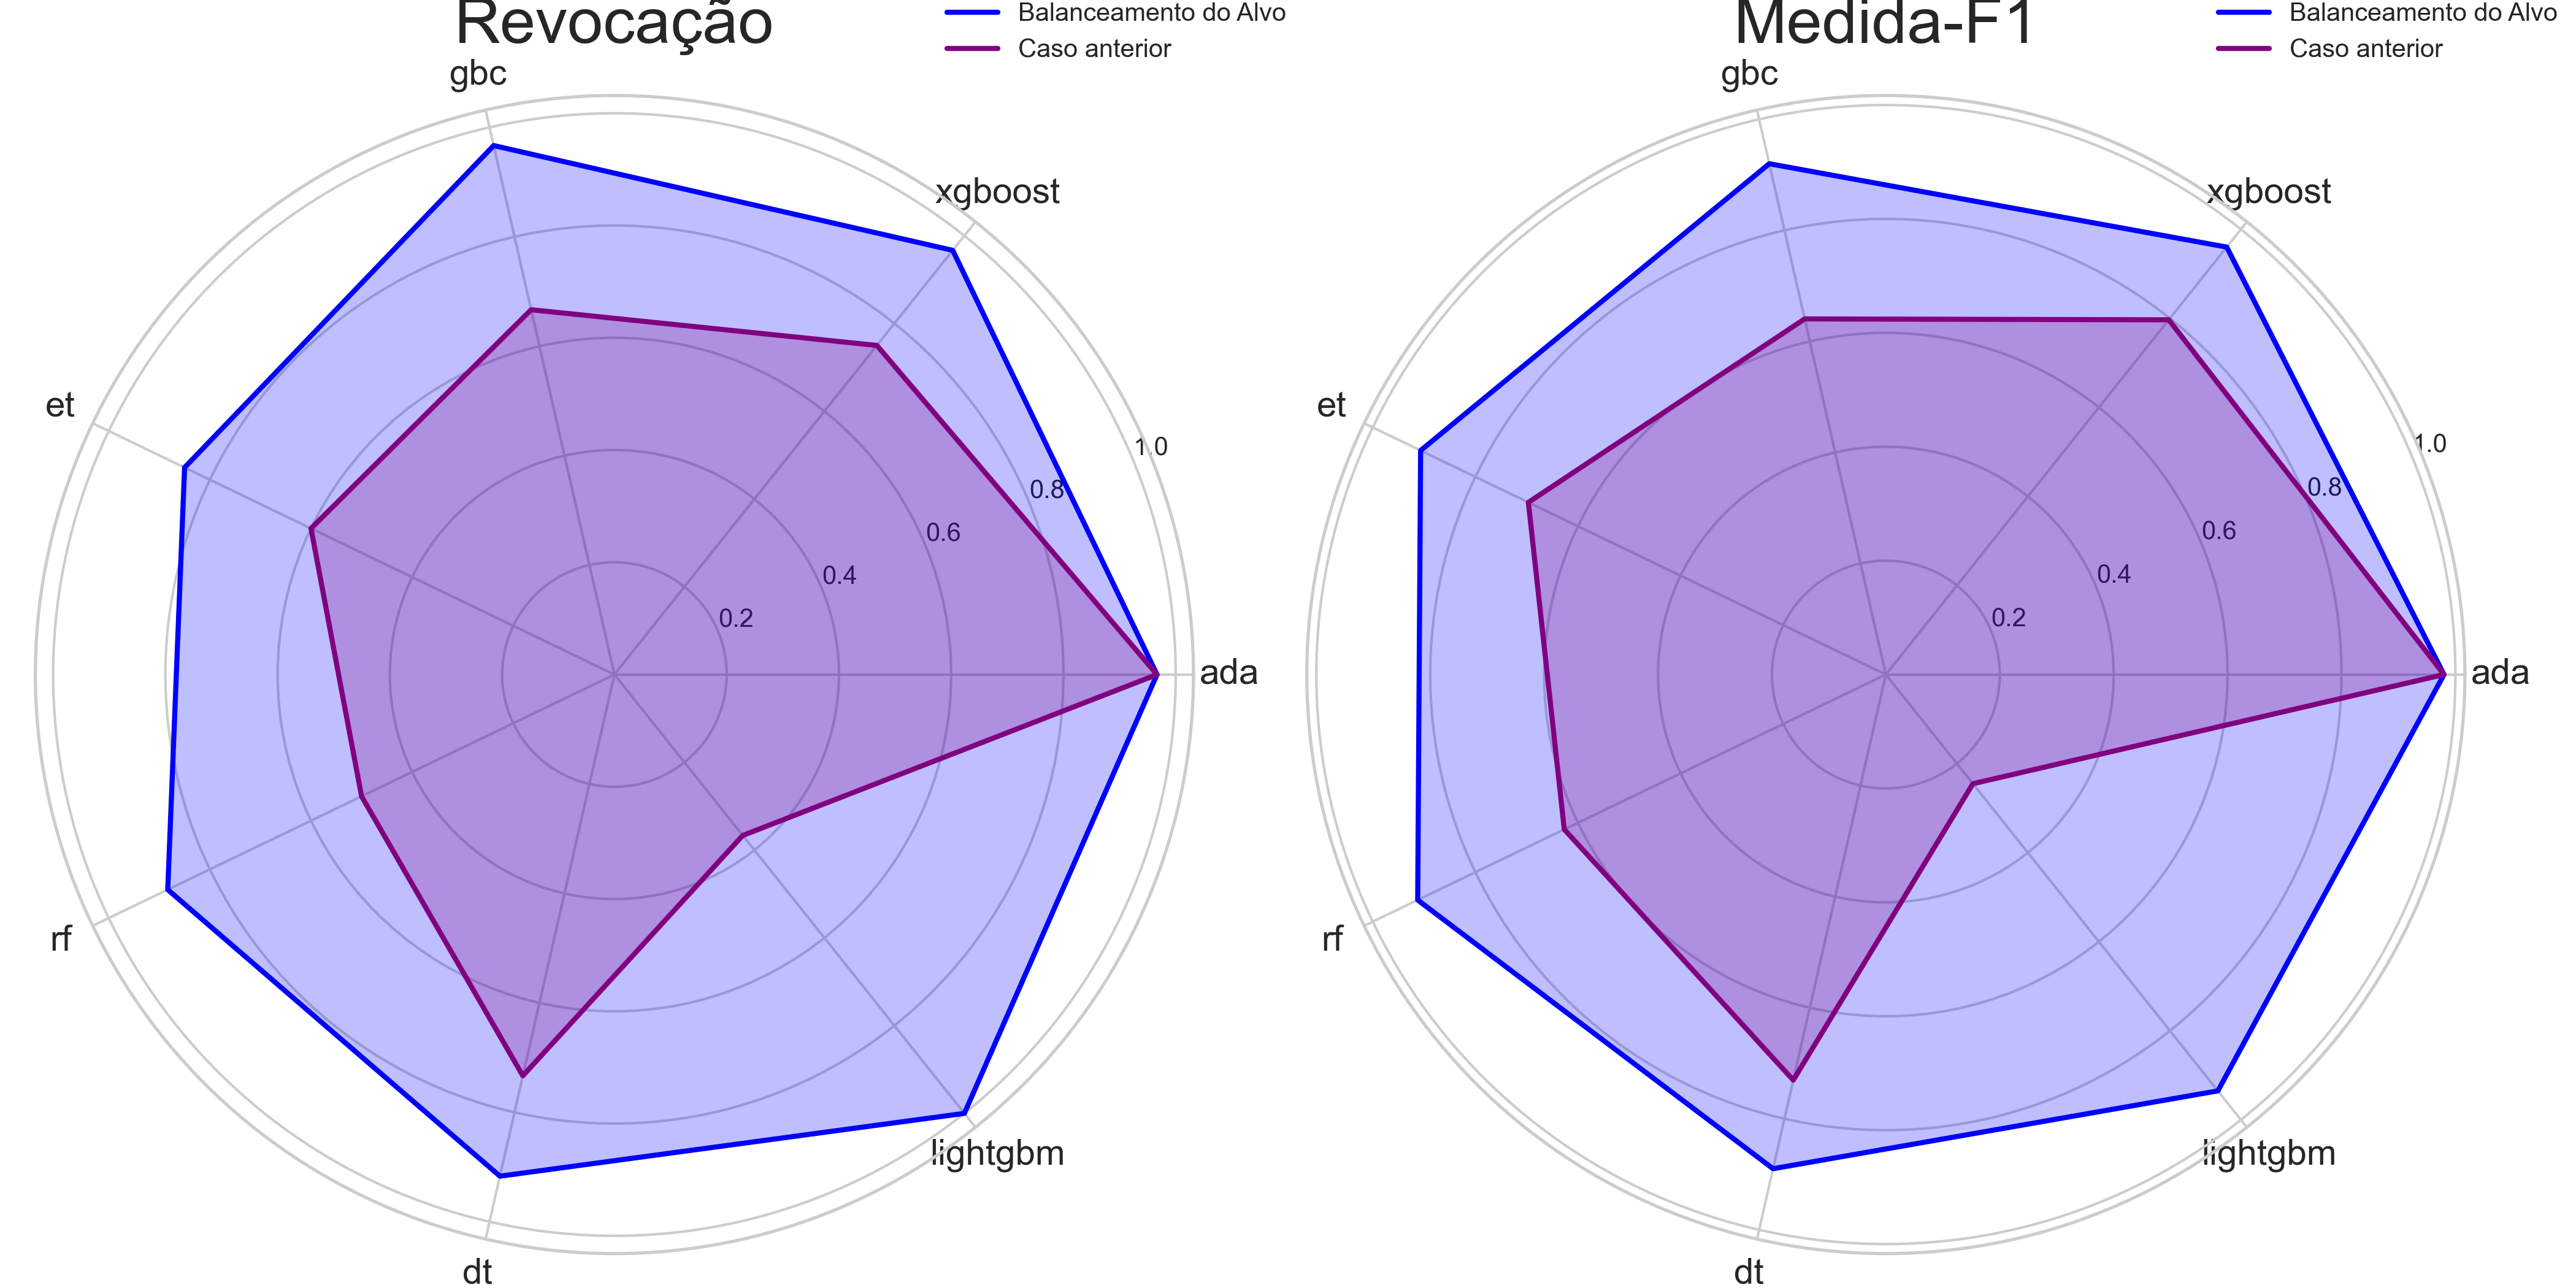 Revocação
Balanceamento do Alvo
Caso anterior
gbc
xgboost
et
1.0
0.8
0.6
0.4
0.2
ada
rf
lightgbm
dt
Medida-F1
Balanceamento do Alvo
Caso anterior
gbc
xgboost
et
1.0
0.8
0.6
0.4
0.2
ada
rf
lightgbm
dt